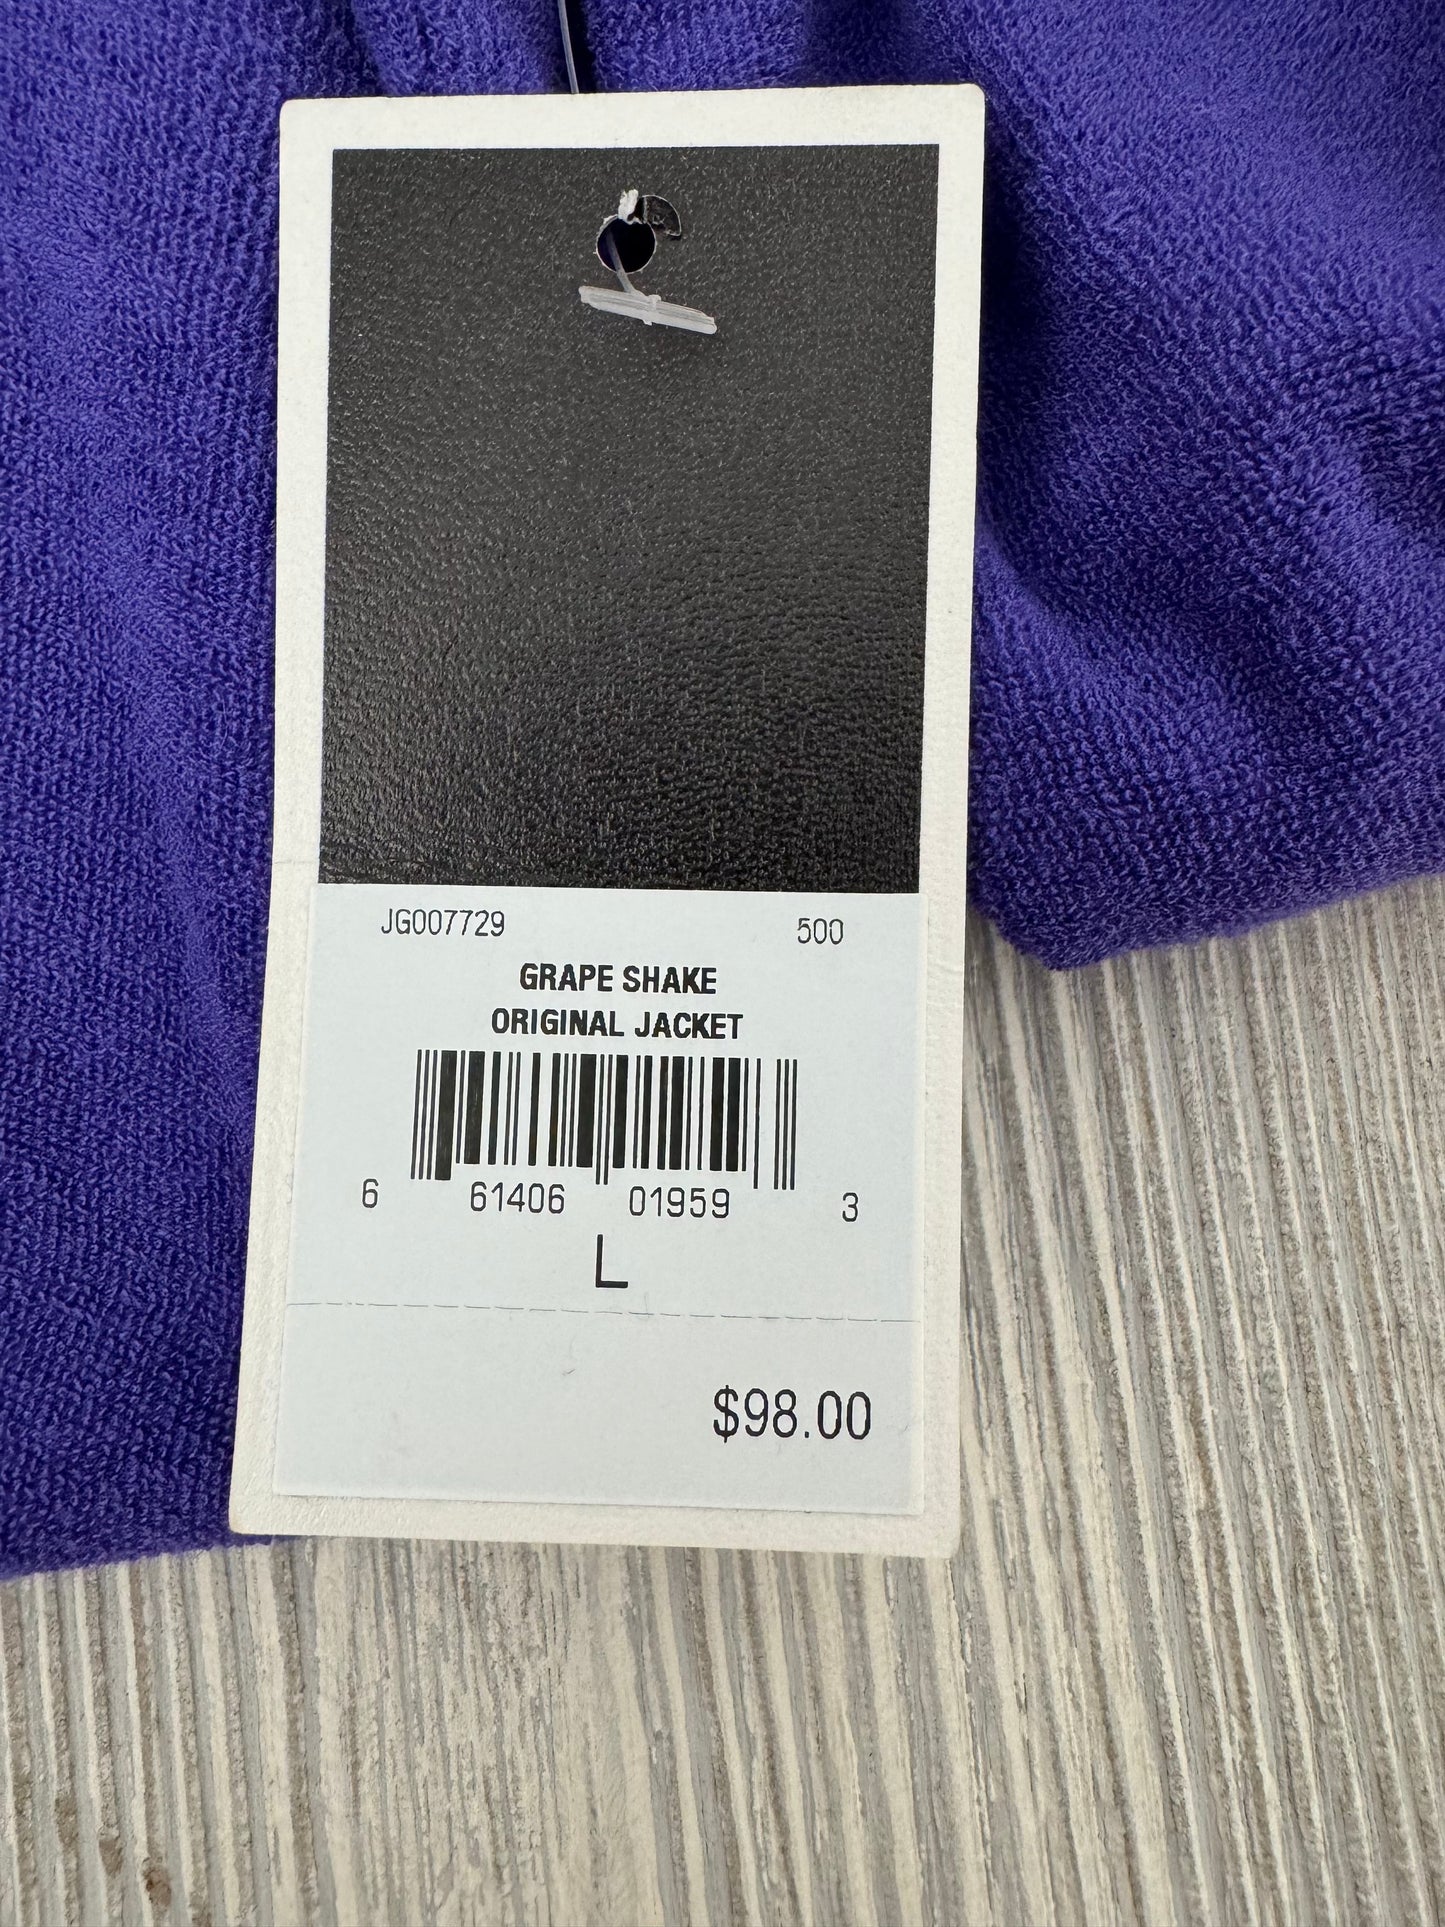 JG007729 500
GRAPE SHAKE
ORIGINAL JACKET
6 61406 01959 3
L
$98.00